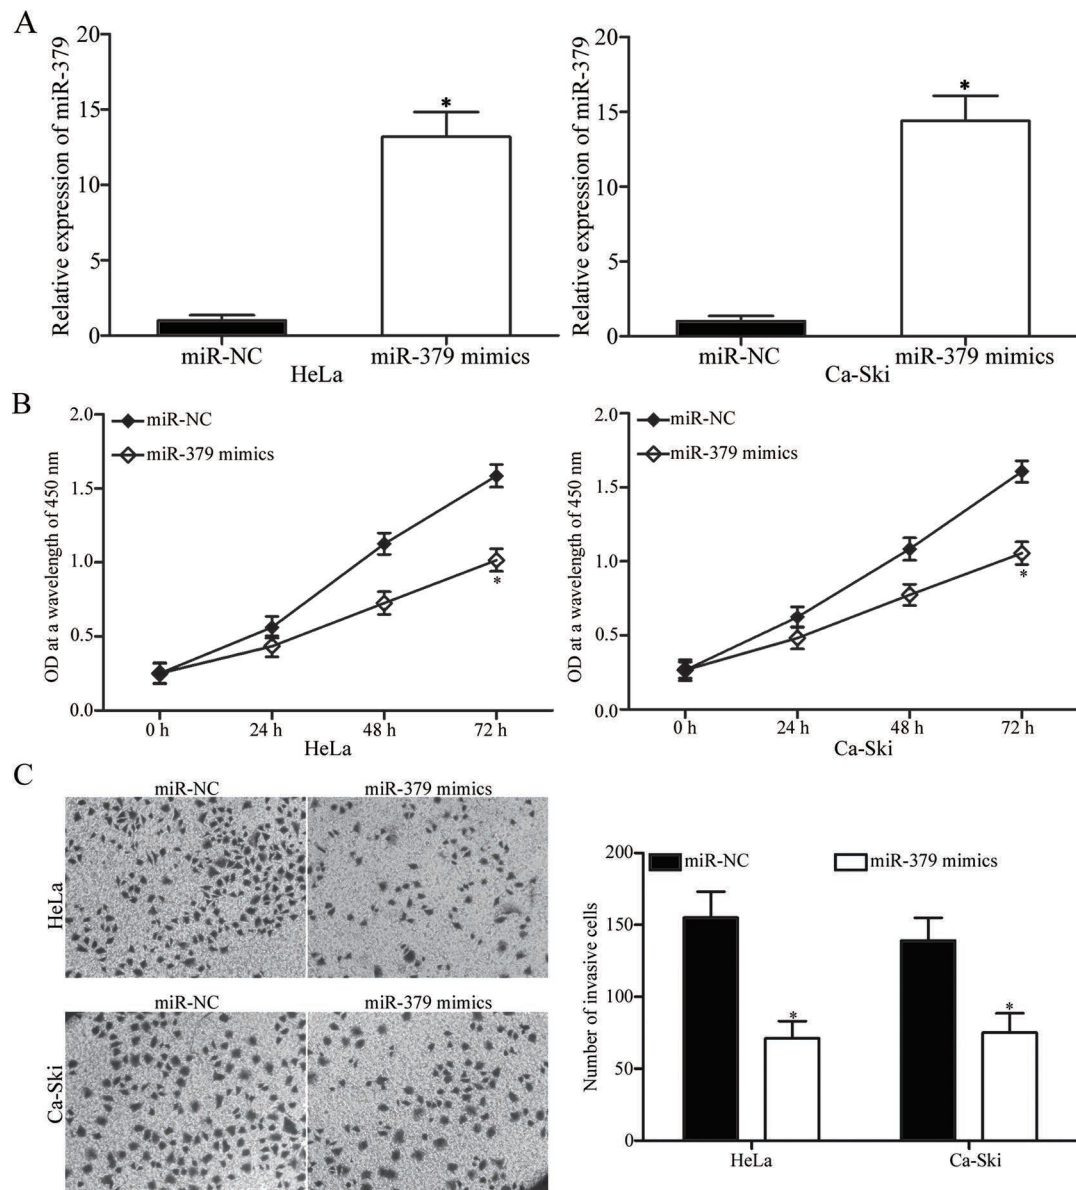 A
Relative expression of miR-379
20
15
10
5
0
*
miR-NC
miR-379 mimics
HeLa
Relative expression of miR-379
20
15
10
5
0
*
miR-NC
miR-379 mimics
Ca-Ski
B
OD at a wavelength of 450 nm
2.0
1.5
1.0
0.5
0.0
miR-NC
miR-379 mimics
*
0 h
24 h
48 h
72 h
HeLa
OD at a wavelength of 450 nm
2.0
1.5
1.0
0.5
0.0
miR-NC
miR-379 mimics
*
0 h
24 h
48 h
72 h
Ca-Ski
C
miR-NC
miR-379 mimics
HeLa
miR-NC
miR-379 mimics
Ca-Ski
Number of invasive cells
200
150
100
50
0
miR-NC
miR-379 mimics
*
*
HeLa
Ca-Ski